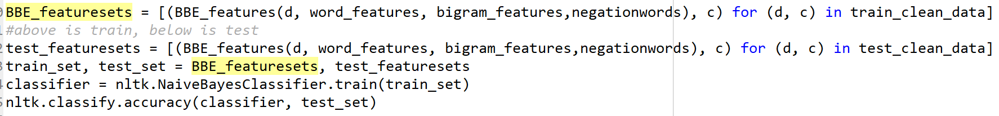 BBE_featuresets = [(BBE_features(d, word_features, bigram_features,negationwords), c) for (d, c) in train_clean_data]
#above is train, below is test
test_featuresets = [(BBE_features(d, word_features, bigram_features,negationwords), c) for (d, c) in test_clean_data]
train_set, test_set = BBE_featuresets, test_featuresets
classifier = nltk.NaiveBayesClassifier.train(train_set)
nltk.classify.accuracy(classifier, test_set)